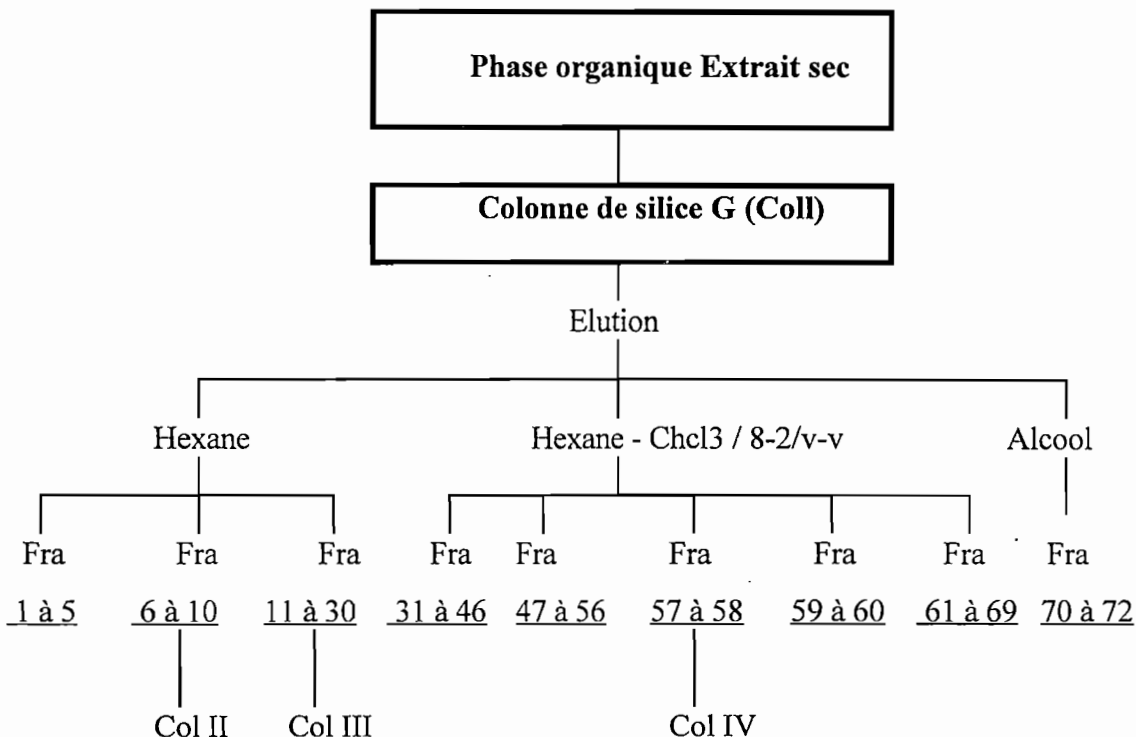 Phase organique Extrait sec
Colonne de silice G (Coll)
Elution
Hexane Hexane - Chcl3 / 8-2/v-v Alcool
Fra Fra Fra Fra Fra Fra Fra Fra Fra
1 à 5 6 à 10 11 à 30 31 à 46 47 à 56 57 à 58 59 à 60 61 à 69 70 à 72
Col II Col III Col IV